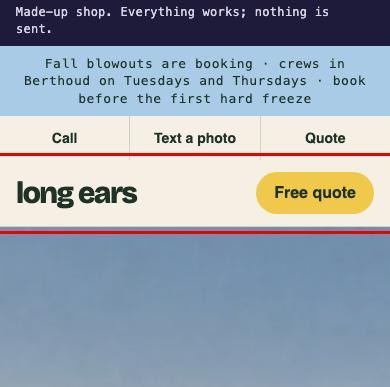 Made-up shop. Everything works; nothing is
sent.
Fall blowouts are booking · crews in
Berthoud on Tuesdays and Thursdays · book
before the first hard freeze
Call
Text a photo
Quote
long ears
Free quote